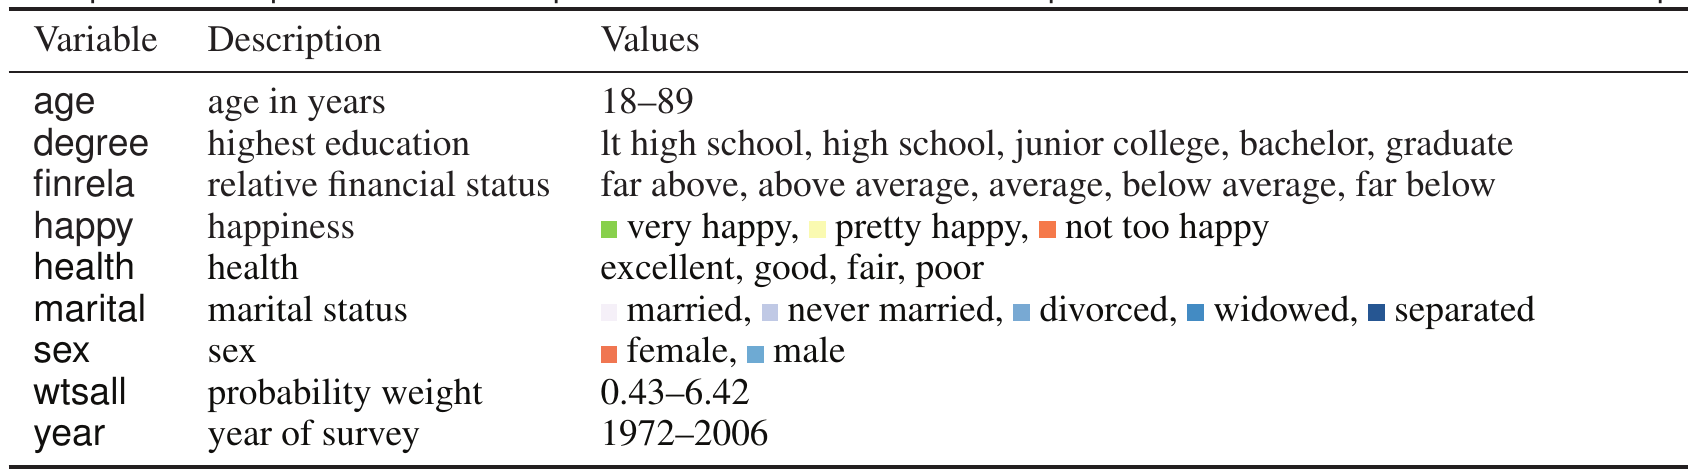 Variable Description Values
age age in years 18–89
degree highest education lt high school, high school, junior college, bachelor, graduate
finrela relative financial status far above, above average, average, below average, far below
happy happiness very happy, pretty happy, not too happy
health health excellent, good, fair, poor
marital marital status married, never married, divorced, widowed, separated
sex sex female, male
wtsall probability weight 0.43–6.42
year year of survey 1972–2006